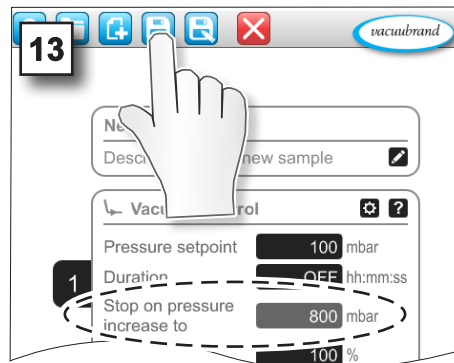 13
vacuubrand
Ne
Desc new sample
Vac rol
Pressure setpoint 100 mbar
1
Duration OFF hh:mm:ss
Stop on pressure
increase to 800 mbar
100 %